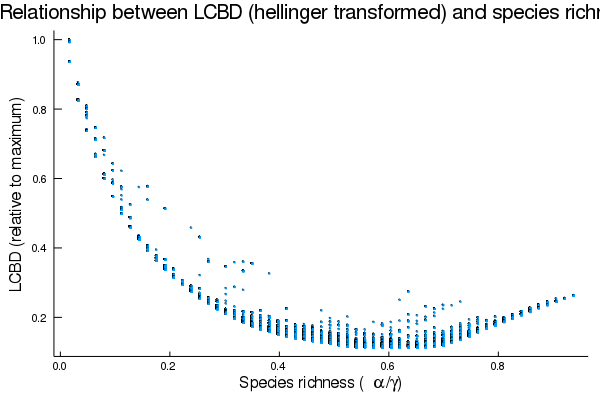 Relationship between LCBD (hellinger transformed) and species
1.0
0.8
0.6
0.4
0.2
LCBD (relative to maximum)
0.0 0.2 0.4 0.6 0.8
Species richness ( α/γ)